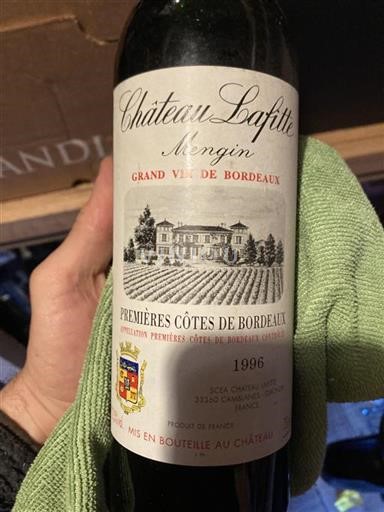 ANDI
Château Lafitte
Mengin
GRAND VIN DE BORDEAUX
PREMIÈRES CÔTES DE BORDEAUX
APPELLATION PREMIÈRES CÔTES DE BORDEAUX CONTRÔLÉE
1996
SCEA CHATEAU LAFITTE
33360 CAMBLANES
FRANCE
PRODUIT DE FRANCE
MIS EN BOUTEILLE AU CHÂTEAU